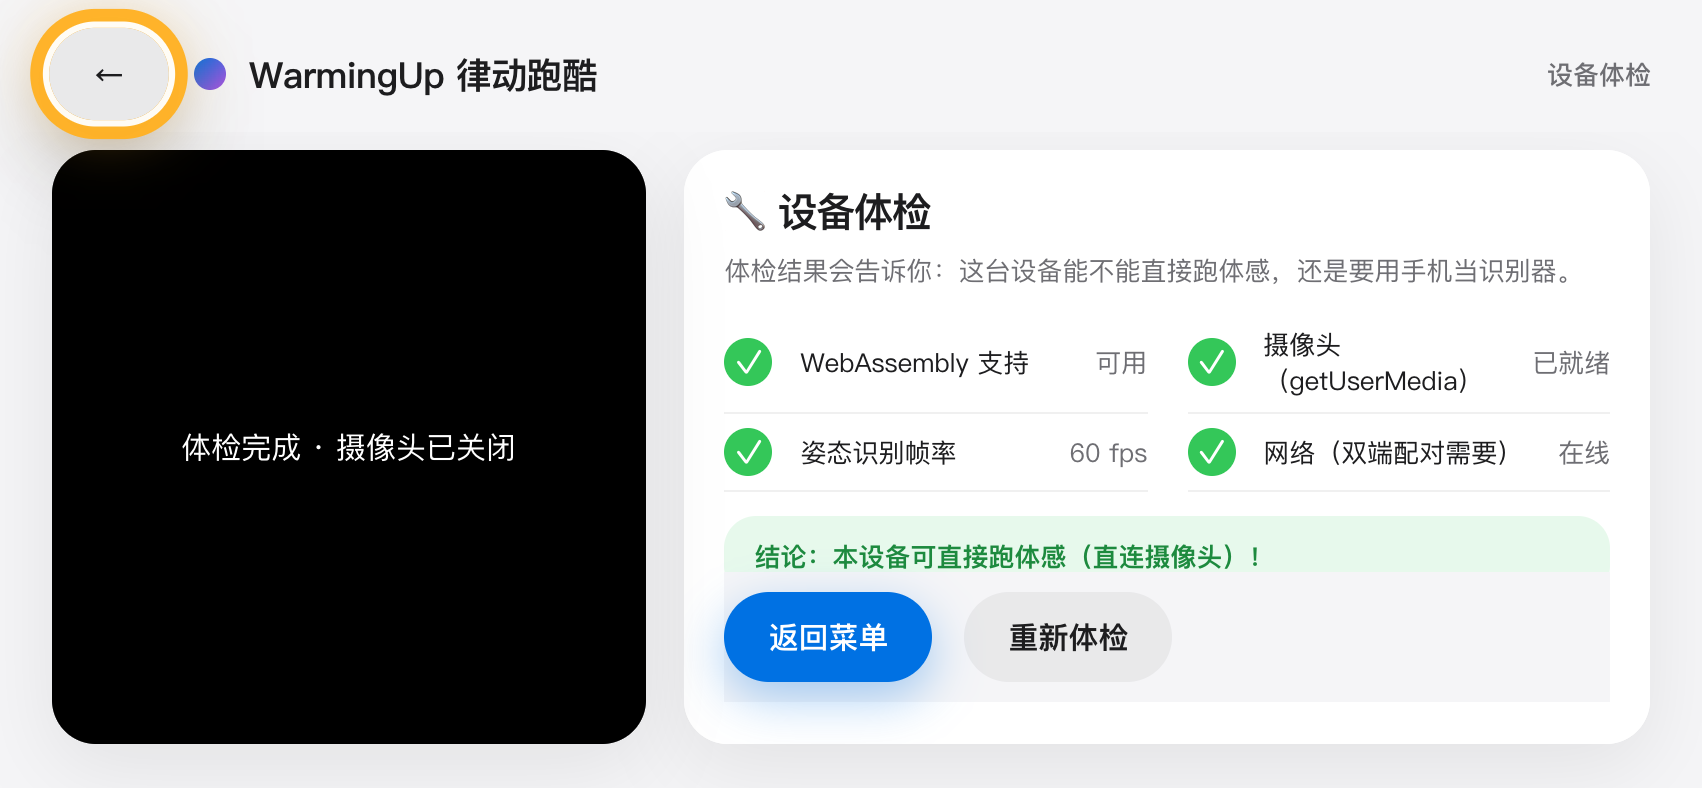 ←
WarmingUp 律动跑酷
设备体检
体检完成 · 摄像头已关闭
🔧 设备体检
体检结果会告诉你：这台设备能不能直接跑体感，还是要用手机当识别器。
WebAssembly 支持 可用
摄像头
（getUserMedia） 已就绪
姿态识别帧率 60 fps
网络（双端配对需要） 在线
结论：本设备可直接跑体感（直连摄像头）！
返回菜单
重新体检